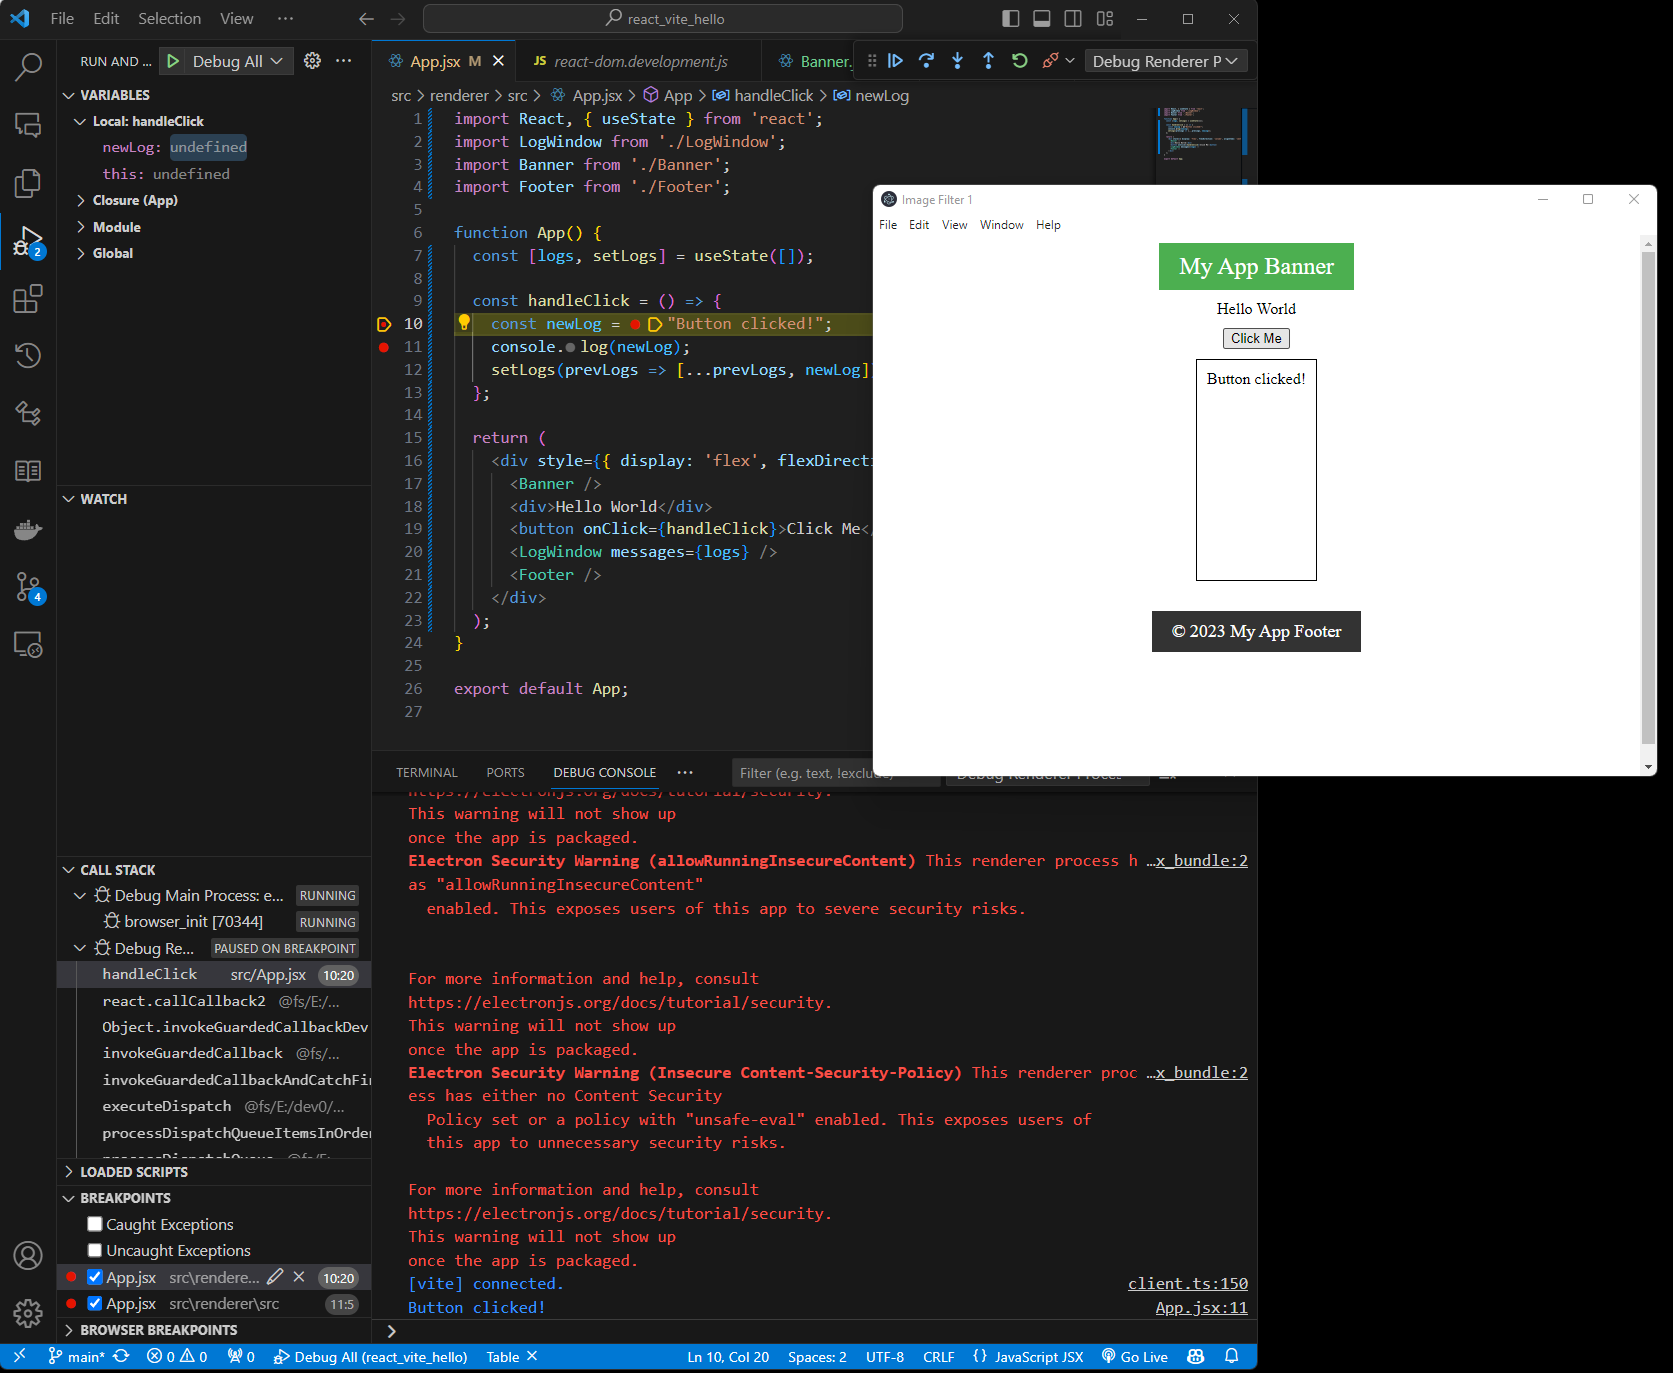 File Edit Selection View ··· react_vite_hello
RUN AND ... Debug All ···
VARIABLES
Local: handleClick
newLog: undefined
this: undefined
Closure (App)
Module
Global
WATCH
CALL STACK
Debug Main Process: e... RUNNING
browser_init [70344] RUNNING
Debug Re... PAUSED ON BREAKPOINT
handleClick src/App.jsx 10:20
react.callCallback2 @fs/E:/...
Object.invokeGuardedCallbackDev
invokeGuardedCallback @fs/...
invokeGuardedCallbackAndCatchFi
executeDispatch @fs/E:/dev0/...
processDispatchQueueItemsInOrde
processDispatchQueue @fs/E:
LOADED SCRIPTS
BREAKPOINTS
Caught Exceptions
Uncaught Exceptions
App.jsx src\rendere... 10:20
App.jsx src\renderer\src 11:5
BROWSER BREAKPOINTS
2
4
App.jsx M JS react-dom.development.js Banner. Debug Renderer P
src > renderer > src > App.jsx > App > handleClick > newLog
1 import React, { useState } from 'react';
2 import LogWindow from './LogWindow';
3 import Banner from './Banner';
4 import Footer from './Footer';
5
6 function App() {
7 const [logs, setLogs] = useState([]);
8
9 const handleClick = () => {
10 const newLog = "Button clicked!";
11 console.log(newLog);
12 setLogs(prevLogs => [...prevLogs, newLog]
13 };
14
15 return (
16 <div style={{ display: 'flex', flexDirecti
17 <Banner />
18 <div>Hello World</div>
19 <button onClick={handleClick}>Click Me<
20 <LogWindow messages={logs} />
21 <Footer />
22 </div>
23 );
24 }
25
26 export default App;
27
Image Filter 1
File Edit View Window Help
My App Banner
Hello World
Click Me
Button clicked!
© 2023 My App Footer
TERMINAL PORTS DEBUG CONSOLE ··· Filter (e.g. text, !exclude) Debug Renderer Proce
https://electronjs.org/docs/tutorial/security.
This warning will not show up
once the app is packaged.
Electron Security Warning (allowRunningInsecureContent) This renderer process h …x_bundle:2
as "allowRunningInsecureContent"
enabled. This exposes users of this app to severe security risks.
For more information and help, consult
https://electronjs.org/docs/tutorial/security.
This warning will not show up
once the app is packaged.
Electron Security Warning (Insecure Content-Security-Policy) This renderer proc …x_bundle:2
ess has either no Content Security
Policy set or a policy with "unsafe-eval" enabled. This exposes users of
this app to unnecessary security risks.
For more information and help, consult
https://electronjs.org/docs/tutorial/security.
This warning will not show up
once the app is packaged.
[vite] connected. client.ts:150
Button clicked! App.jsx:11
>
main* 0 0 0 Debug All (react_vite_hello) Table Ln 10, Col 20 Spaces: 2 UTF-8 CRLF { } JavaScript JSX Go Live